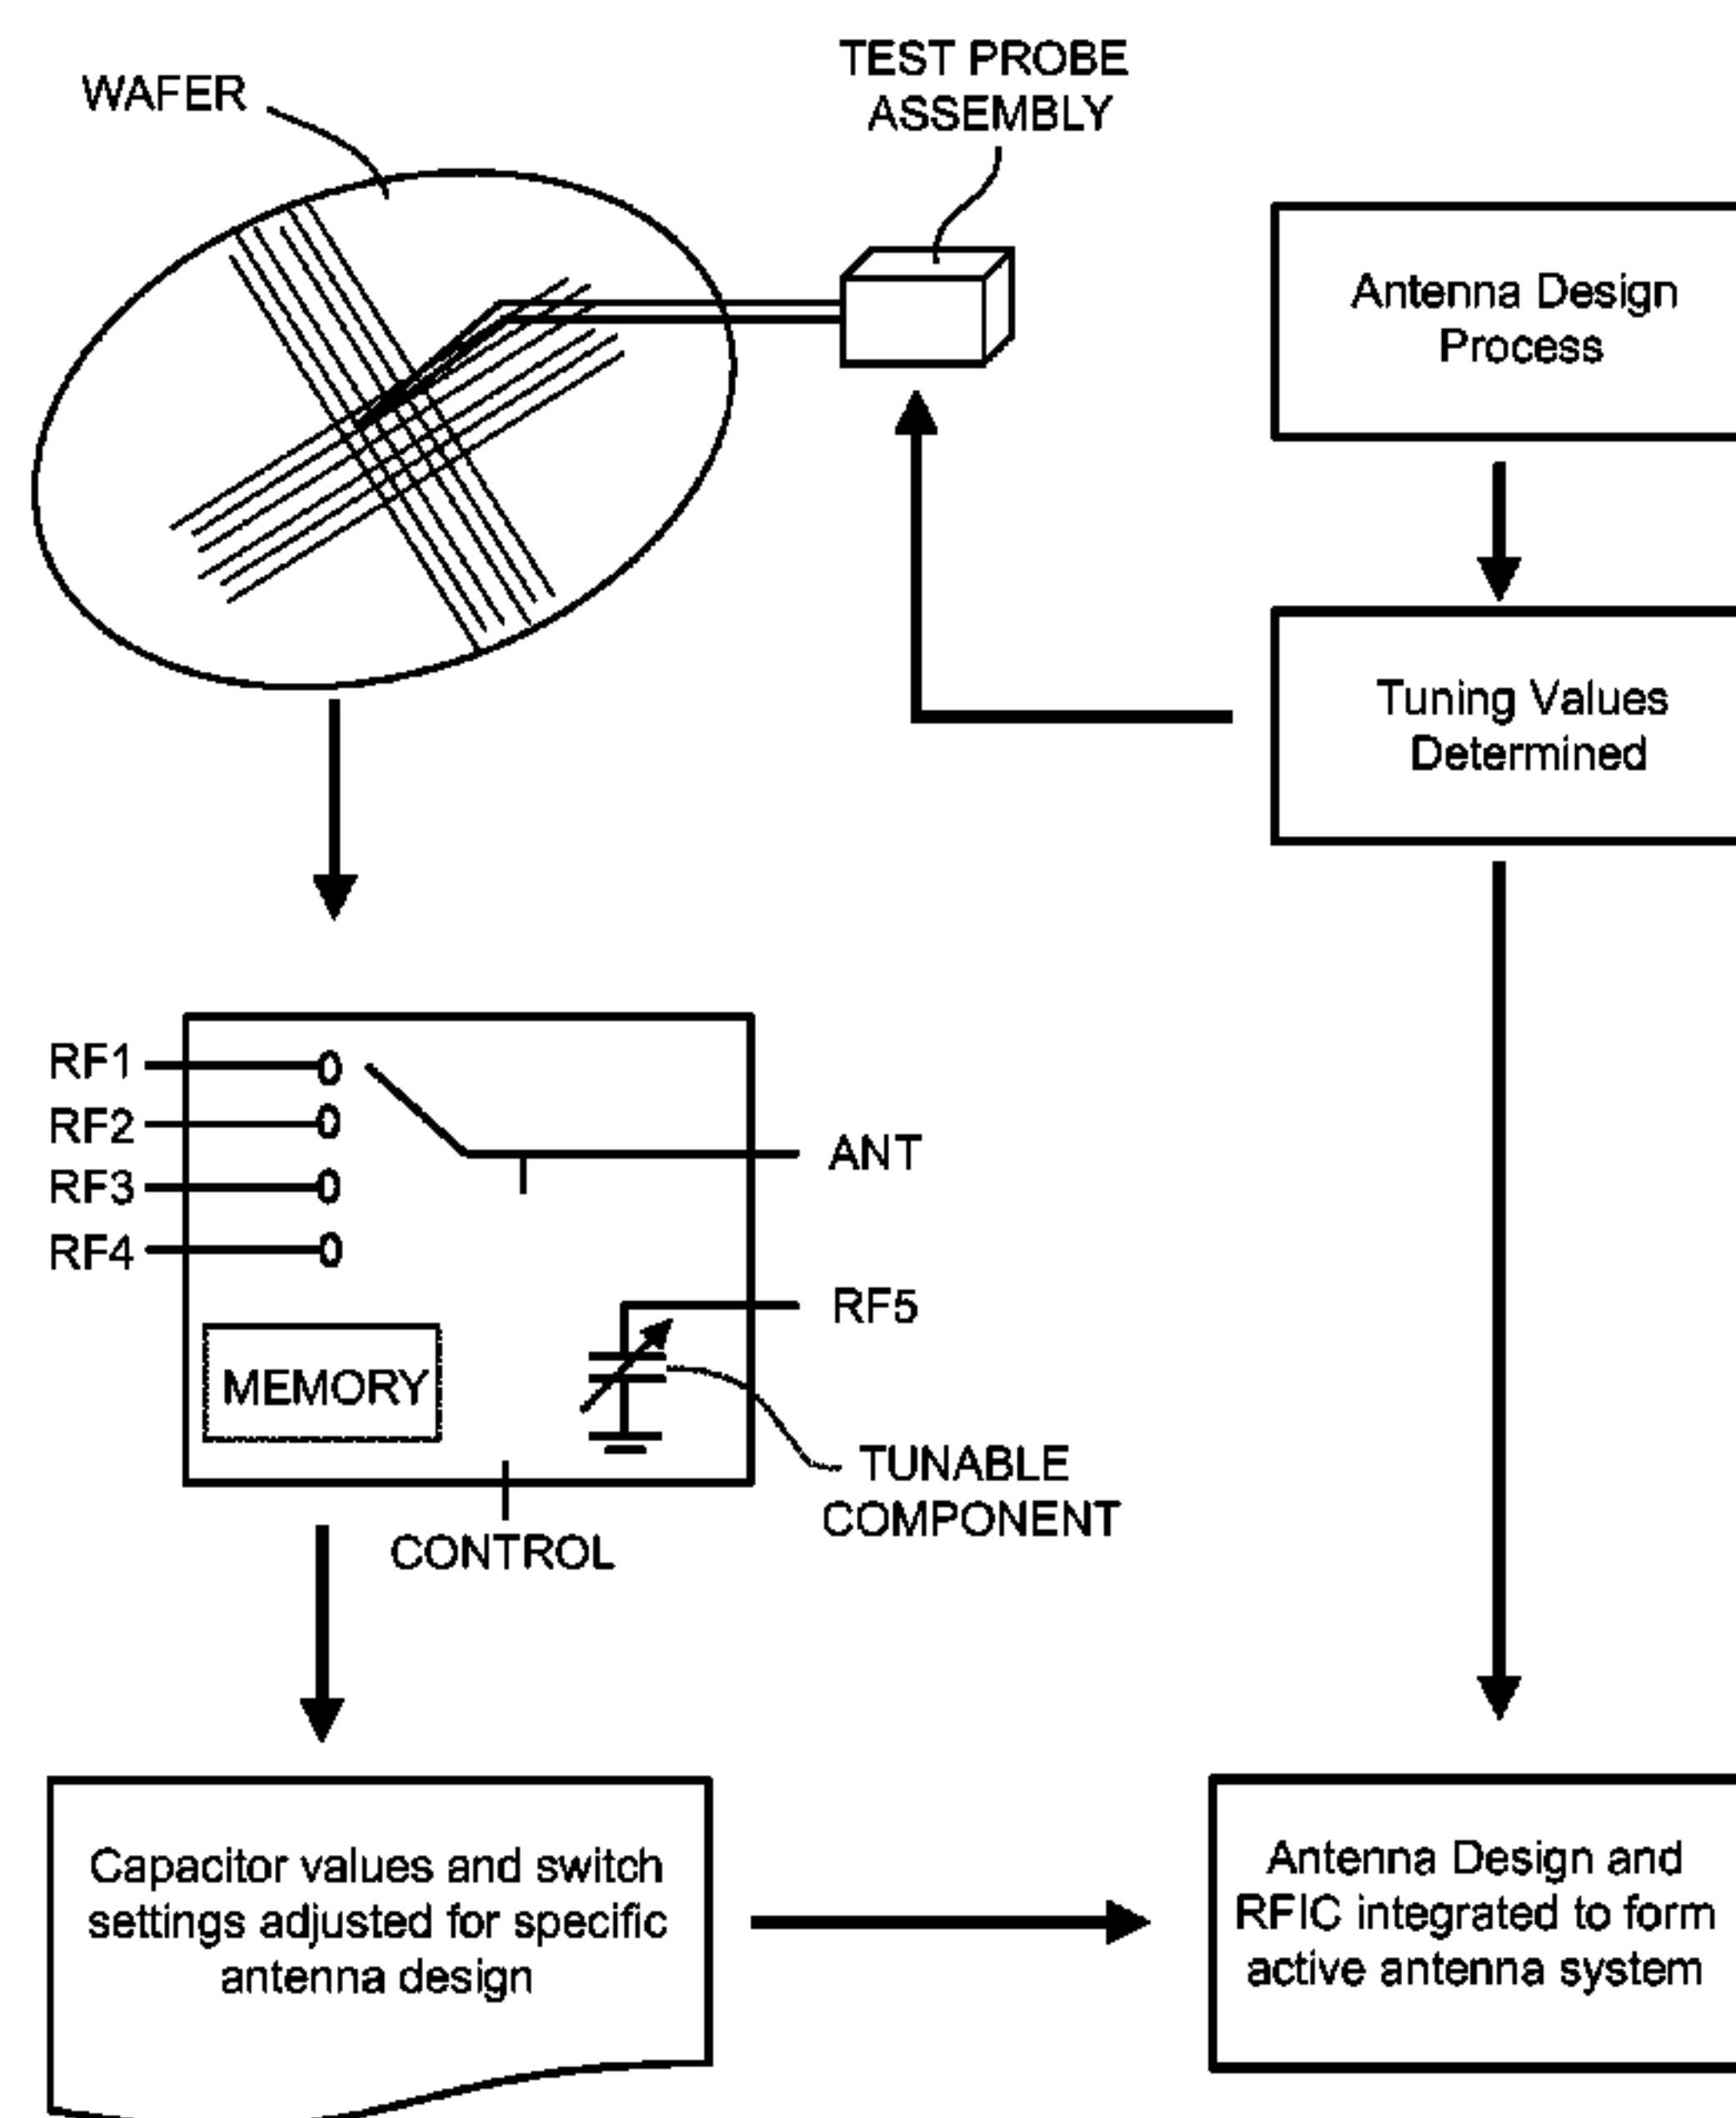 WAFER
TEST PROBE
ASSEMBLY
Antenna Design
Process
Tuning Values
Determined
RF1
RF2
RF3
RF4
ANT
RF5
MEMORY
TUNABLE
COMPONENT
CONTROL
Capacitor values and switch
settings adjusted for specific
antenna design
Antenna Design and
RFIC integrated to form
active antenna system